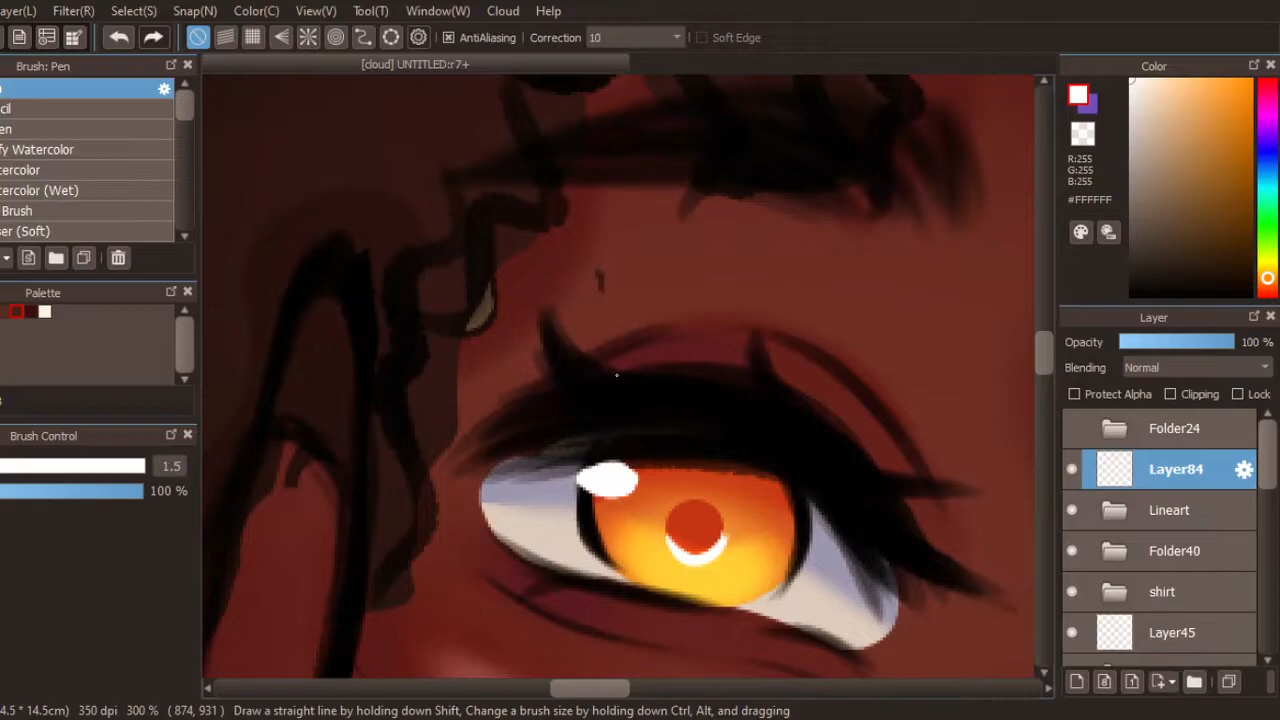 ayer(L) Filter(R) Select(S) Snap(N) Color(C) View(V) Tool(T) Window(W) Cloud Help
AntiAliasing Correction 10 Soft Edge
Brush: Pen
[cloud] UNTITLED:r7+
Color
cil
en
fy Watercolor
tercolor
tercolor (Wet)
Brush
ser (Soft)
R:255
G:255
B:255
#FFFFFF
Palette
Layer
Opacity 100 %
Blending Normal
Protect Alpha Clipping Lock
Brush Control
1.5
100 %
Folder24
Layer84
Lineart
Folder40
shirt
Layer45
4.5 * 14.5cm) 350 dpi 300 % ( 874, 931 ) Draw a straight line by holding down Shift, Change a brush size by holding down Ctrl, Alt, and dragging